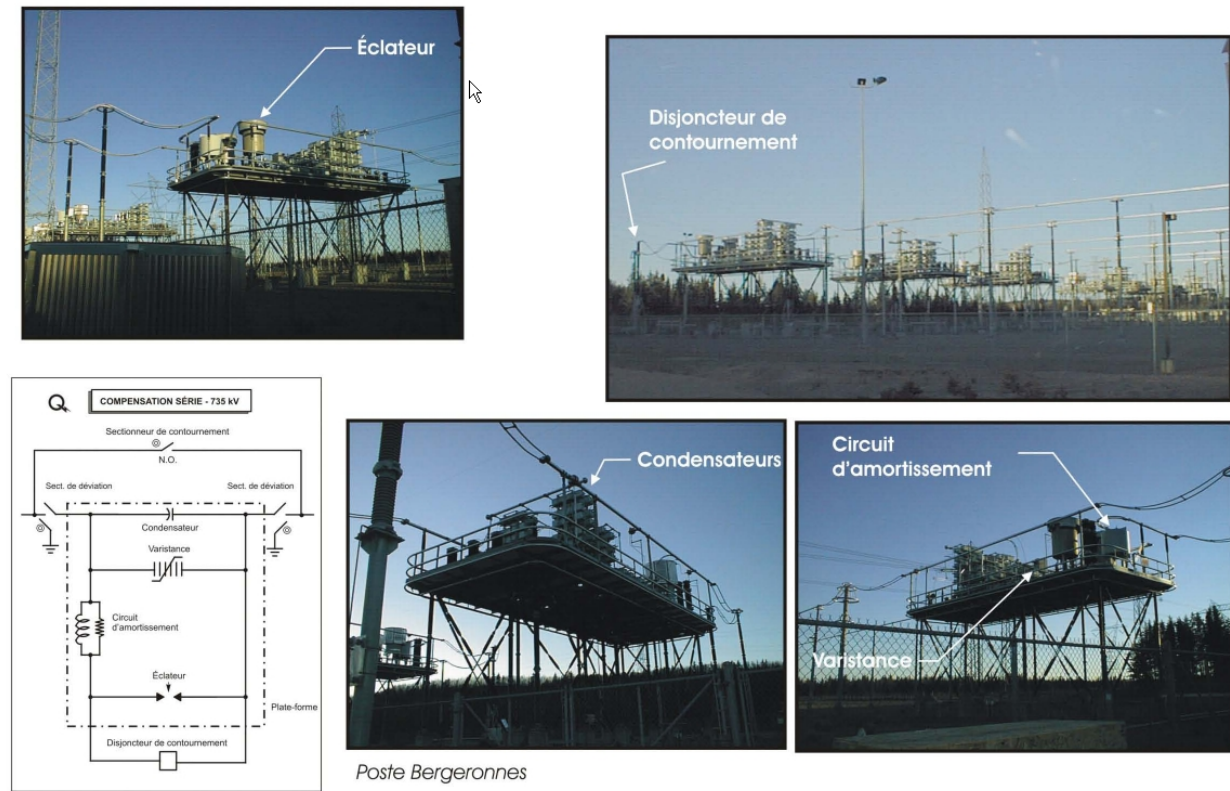 Éclateur
Disjoncteur de
contournement
Q
COMPENSATION SÉRIE - 735 kV
Sectionneur de contournement
N.O.
Sect. de déviation
Sect. de déviation
Condensateur
Varistance
Circuit
d'amortissement
Éclateur
Plate-forme
Disjoncteur de contournement
Condensateurs
Circuit
d'amortissement
Varistance
Poste Bergeronnes